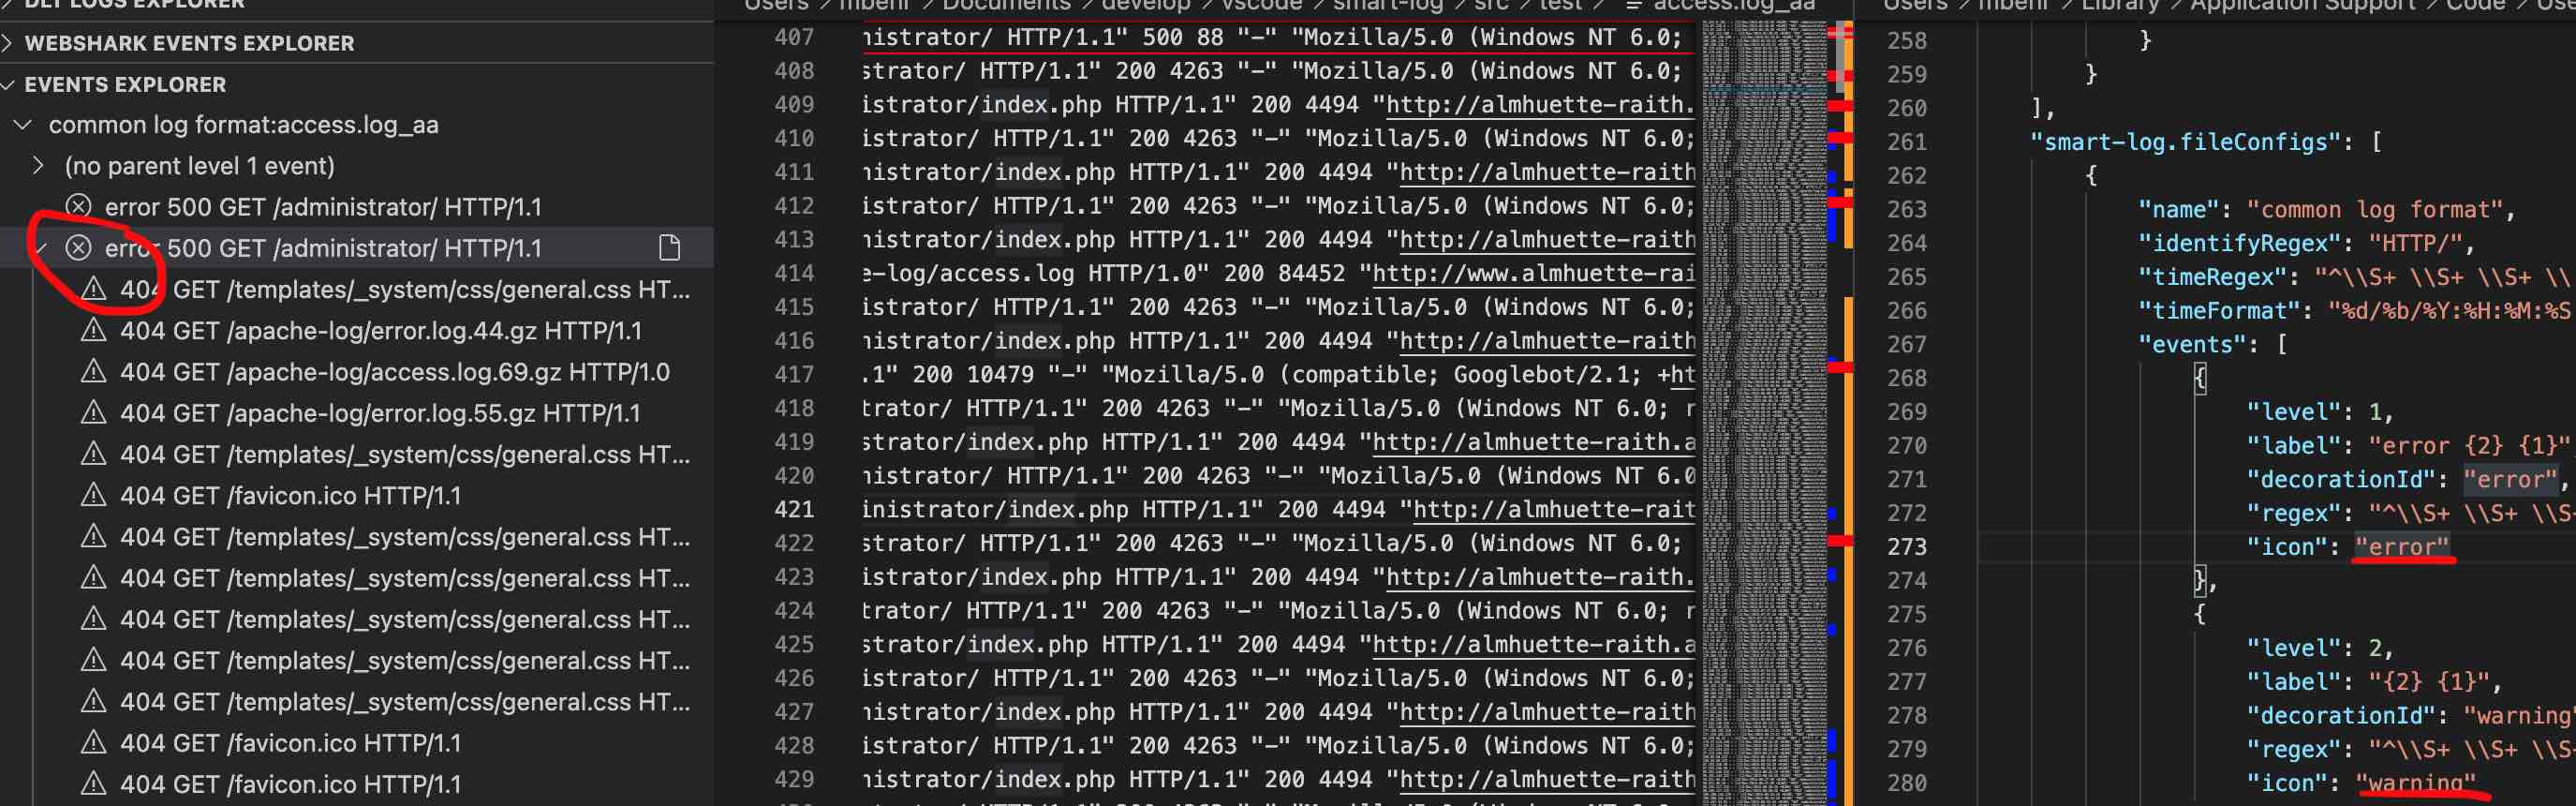 DLT LOGS EXPLORER
WEBSHARK EVENTS EXPLORER
EVENTS EXPLORER
common log format:access.log_aa
(no parent level 1 event)
error 500 GET /administrator/ HTTP/1.1
error 500 GET /administrator/ HTTP/1.1
404 GET /templates/_system/css/general.css HT...
404 GET /apache-log/error.log.44.gz HTTP/1.1
404 GET /apache-log/access.log.69.gz HTTP/1.0
404 GET /apache-log/error.log.55.gz HTTP/1.1
404 GET /templates/_system/css/general.css HT...
404 GET /favicon.ico HTTP/1.1
404 GET /templates/_system/css/general.css HT...
404 GET /templates/_system/css/general.css HT...
404 GET /templates/_system/css/general.css HT...
404 GET /templates/_system/css/general.css HT...
404 GET /templates/_system/css/general.css HT...
404 GET /favicon.ico HTTP/1.1
404 GET /favicon.ico HTTP/1.1
Users > mbehr > Documents > develop > vscode > smart-log > src > test > access.log_aa
407 nistrator/ HTTP/1.1" 500 88 "-" "Mozilla/5.0 (Windows NT 6.0;
408 strator/ HTTP/1.1" 200 4263 "-" "Mozilla/5.0 (Windows NT 6.0;
409 istrator/index.php HTTP/1.1" 200 4494 "http://almhuette-raith.
410 istrator/ HTTP/1.1" 200 4263 "-" "Mozilla/5.0 (Windows NT 6.0;
411 nistrator/index.php HTTP/1.1" 200 4494 "http://almhuette-raith
412 istrator/ HTTP/1.1" 200 4263 "-" "Mozilla/5.0 (Windows NT 6.0;
413 nistrator/index.php HTTP/1.1" 200 4494 "http://almhuette-raith
414 e-log/access.log HTTP/1.0" 200 84452 "http://www.almhuette-rai
415 istrator/ HTTP/1.1" 200 4263 "-" "Mozilla/5.0 (Windows NT 6.0;
416 nistrator/index.php HTTP/1.1" 200 4494 "http://almhuette-raith
417 .1" 200 10479 "-" "Mozilla/5.0 (compatible; Googlebot/2.1; +ht
418 trator/ HTTP/1.1" 200 4263 "-" "Mozilla/5.0 (Windows NT 6.0; r
419 strator/index.php HTTP/1.1" 200 4494 "http://almhuette-raith.a
420 nistrator/ HTTP/1.1" 200 4263 "-" "Mozilla/5.0 (Windows NT 6.0
421 inistrator/index.php HTTP/1.1" 200 4494 "http://almhuette-rait
422 strator/ HTTP/1.1" 200 4263 "-" "Mozilla/5.0 (Windows NT 6.0;
423 istrator/index.php HTTP/1.1" 200 4494 "http://almhuette-raith.
424 trator/ HTTP/1.1" 200 4263 "-" "Mozilla/5.0 (Windows NT 6.0; r
425 strator/index.php HTTP/1.1" 200 4494 "http://almhuette-raith.a
426 istrator/ HTTP/1.1" 200 4263 "-" "Mozilla/5.0 (Windows NT 6.0;
427 nistrator/index.php HTTP/1.1" 200 4494 "http://almhuette-raith
428 istrator/ HTTP/1.1" 200 4263 "-" "Mozilla/5.0 (Windows NT 6.0;
429 nistrator/index.php HTTP/1.1" 200 4494 "http://almhuette-raith
Users > mbehr > Library > Application Support > Code > Use
258 }
259 }
260 ],
261 "smart-log.fileConfigs": [
262 {
263 "name": "common log format",
264 "identifyRegex": "HTTP/",
265 "timeRegex": "^\\S+ \\S+ \\S+ \\
266 "timeFormat": "%d/%b/%Y:%H:%M:%S
267 "events": [
268 {
269 "level": 1,
270 "label": "error {2} {1}"
271 "decorationId": "error",
272 "regex": "^\\S+ \\S+ \\S
273 "icon": "error"
274 },
275 {
276 "level": 2,
277 "label": "{2} {1}",
278 "decorationId": "warning"
279 "regex": "^\\S+ \\S+ \\S
280 "icon": "warning"